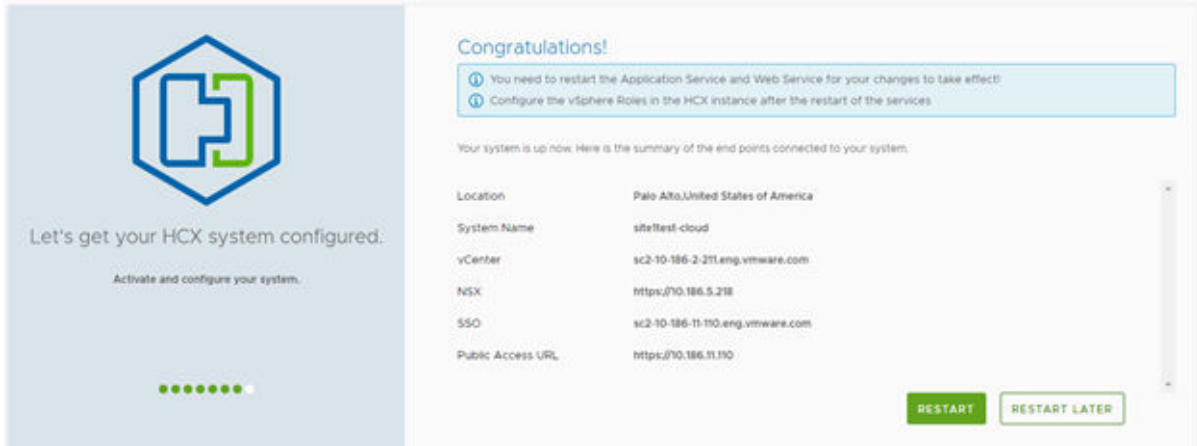 Let's get your HCX system configured.
Activate and configure your system.
Congratulations!
You need to restart the Application Service and Web Service for your changes to take effect!
Configure the vSphere Roles in the HCX instance after the restart of the services
Your system is up now. Here is the summary of the end points connected to your system.
Location Palo Alto,United States of America
System Name site1test-cloud
vCenter sc2-10-186-2-211.eng.vmware.com
NSX https://10.186.5.218
SSO sc2-10-186-11-110.eng.vmware.com
Public Access URL https://10.186.11.110
RESTART RESTART LATER